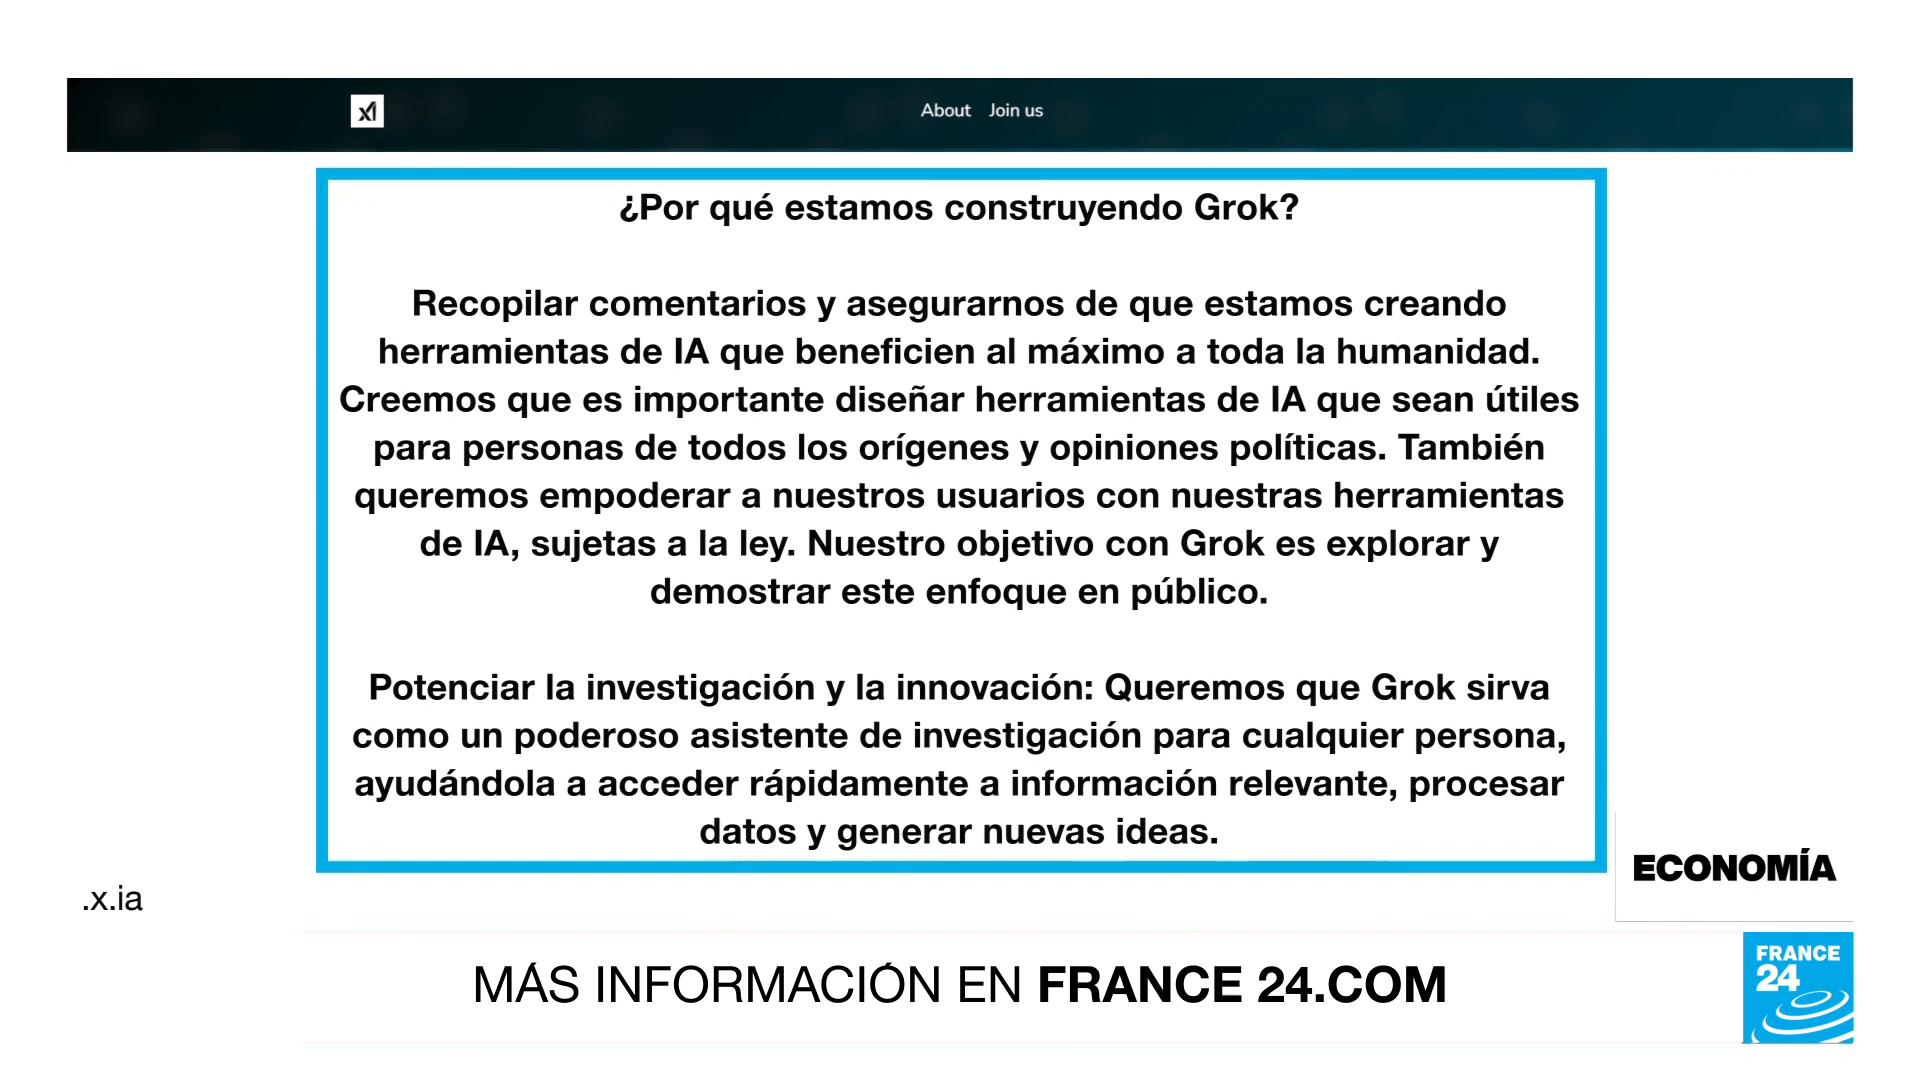 xI
About Join us
¿Por qué estamos construyendo Grok?
Recopilar comentarios y asegurarnos de que estamos creando
herramientas de IA que beneficien al máximo a toda la humanidad.
Creemos que es importante diseñar herramientas de IA que sean útiles
para personas de todos los orígenes y opiniones políticas. También
queremos empoderar a nuestros usuarios con nuestras herramientas
de IA, sujetas a la ley. Nuestro objetivo con Grok es explorar y
demostrar este enfoque en público.
Potenciar la investigación y la innovación: Queremos que Grok sirva
como un poderoso asistente de investigación para cualquier persona,
ayudándola a acceder rápidamente a información relevante, procesar
datos y generar nuevas ideas.
ECONOMÍA
.x.ia
MÁS INFORMACIÓN EN FRANCE 24.COM
FRANCE
24